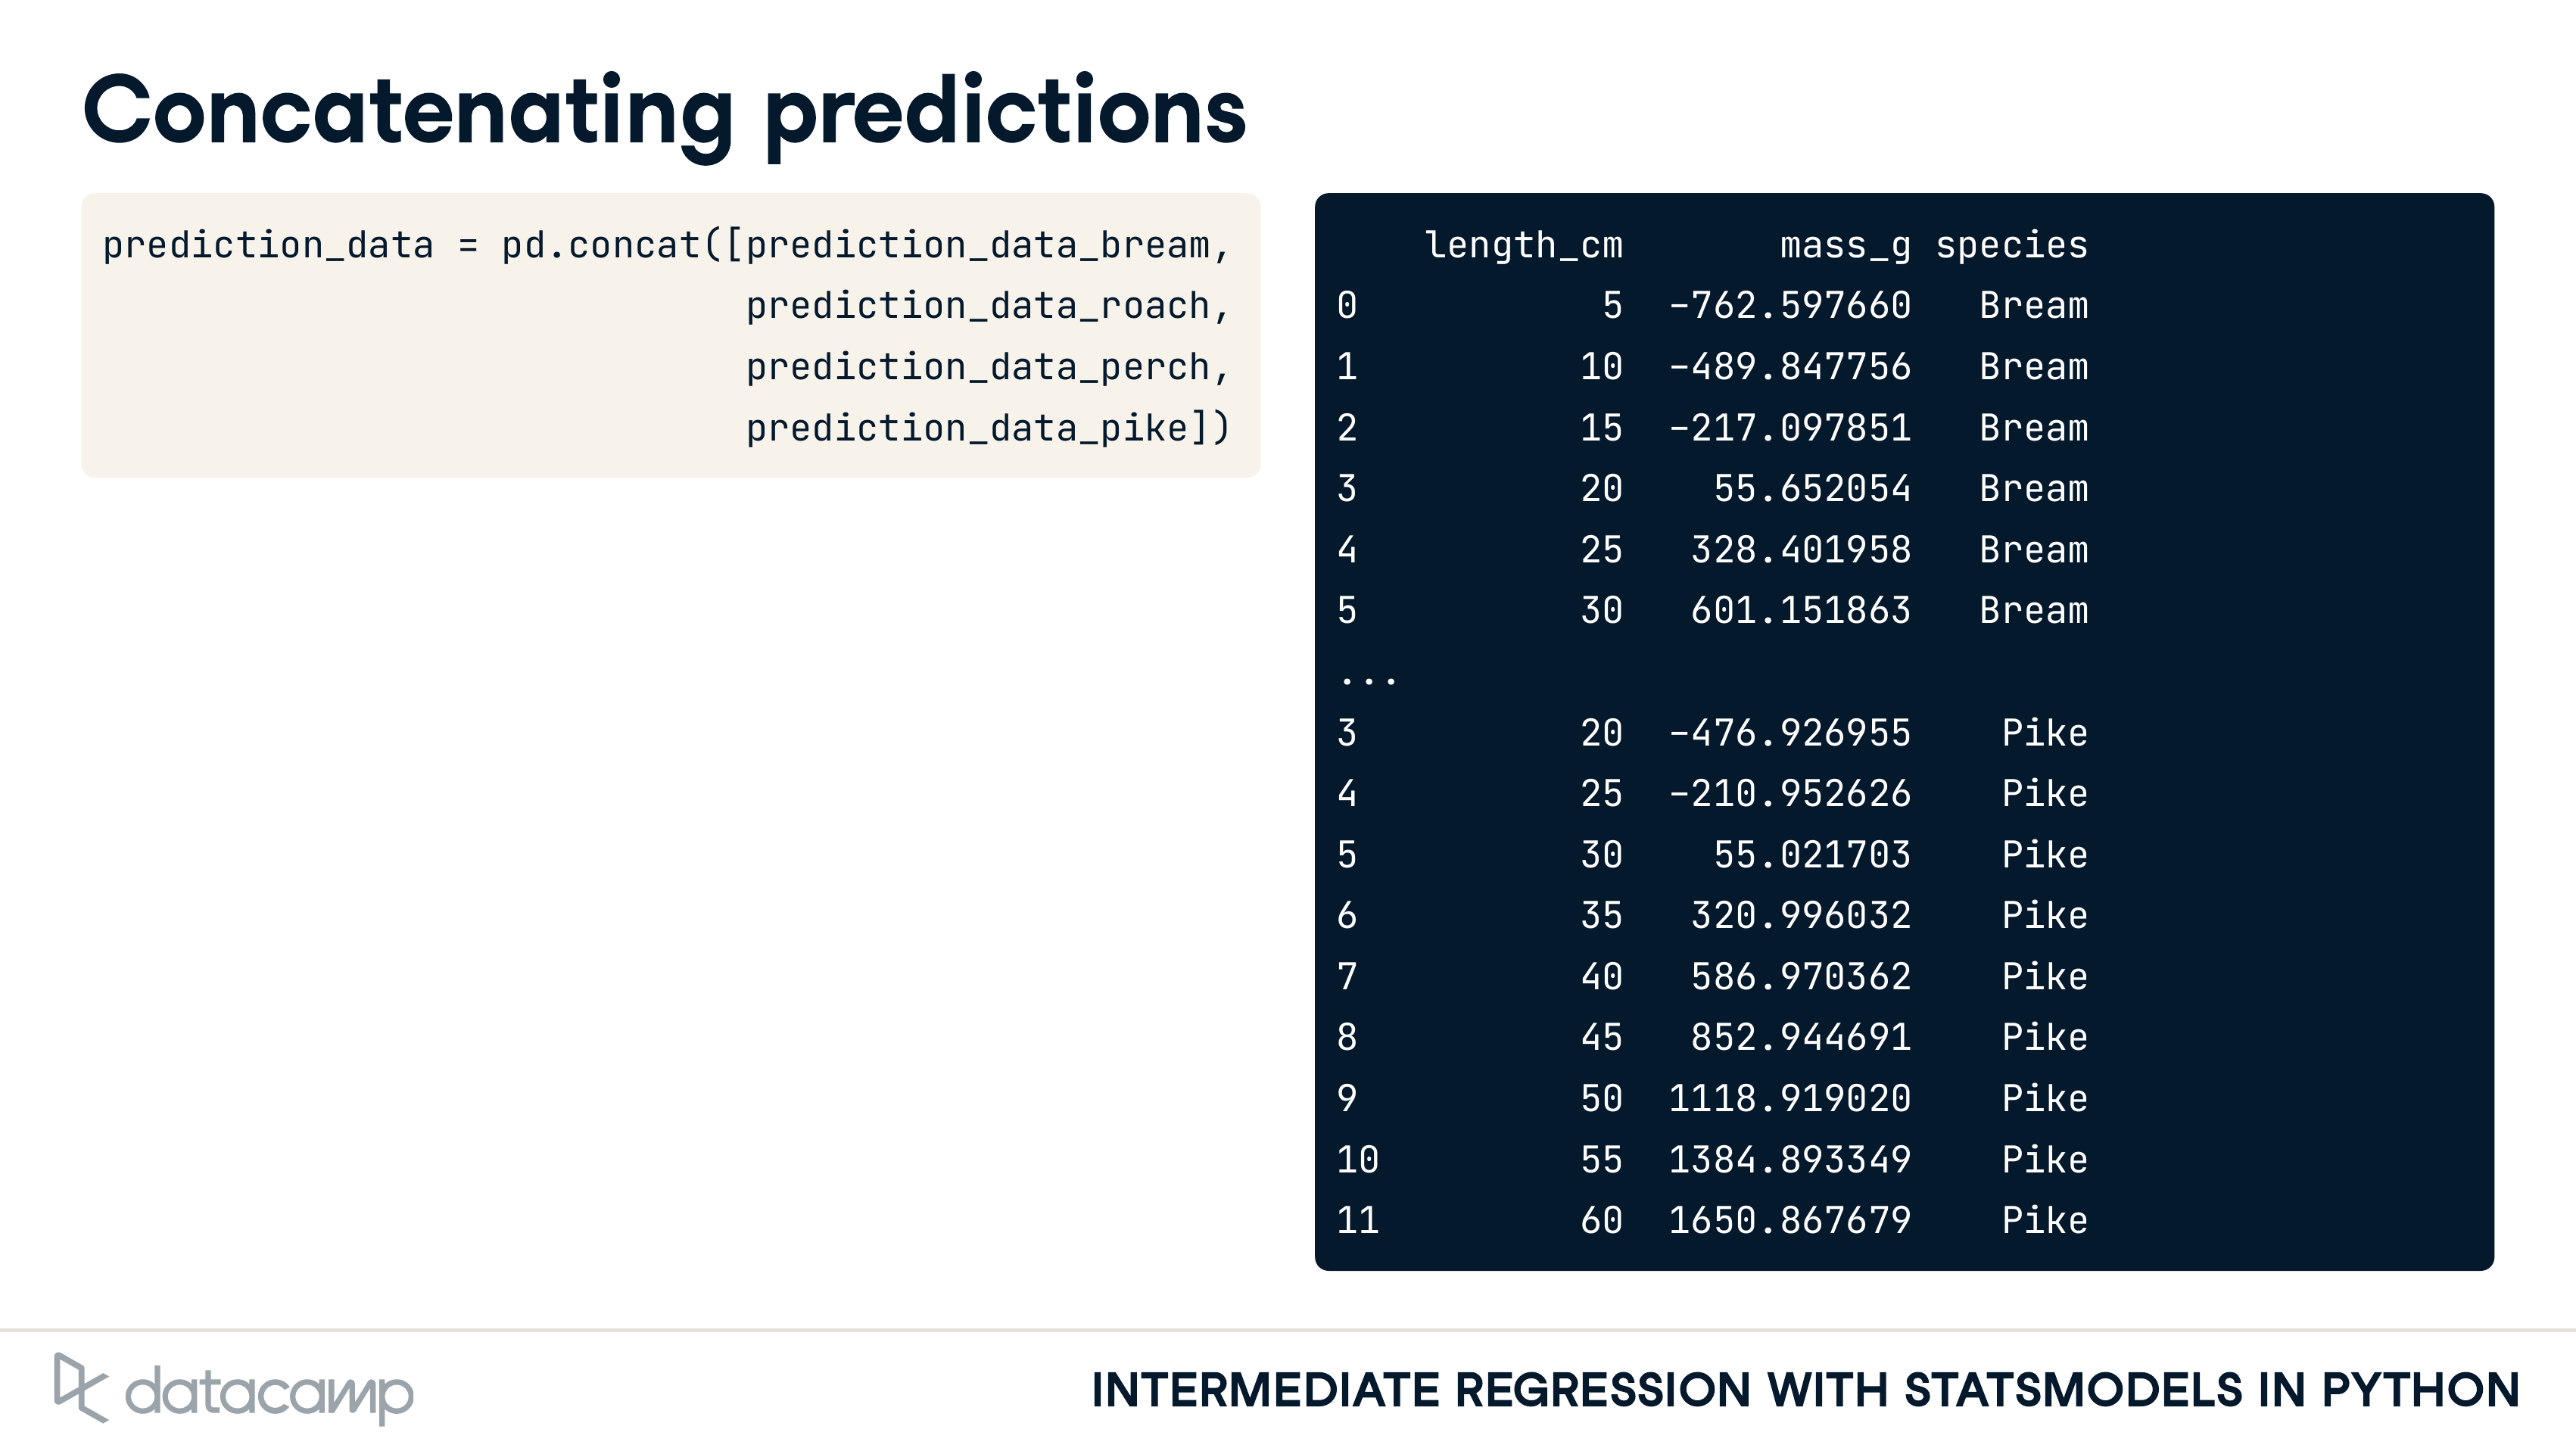 Concatenating predictions
prediction_data = pd.concat([prediction_data_bream,
prediction_data_roach,
prediction_data_perch,
prediction_data_pike])
length_cm mass_g species
0 5 -762.597660 Bream
1 10 -489.847756 Bream
2 15 -217.097851 Bream
3 20 55.652054 Bream
4 25 328.401958 Bream
5 30 601.151863 Bream
...
3 20 -476.926955 Pike
4 25 -210.952626 Pike
5 30 55.021703 Pike
6 35 320.996032 Pike
7 40 586.970362 Pike
8 45 852.944691 Pike
9 50 1118.919020 Pike
10 55 1384.893349 Pike
11 60 1650.867679 Pike
datacamp
INTERMEDIATE REGRESSION WITH STATSMODELS IN PYTHON